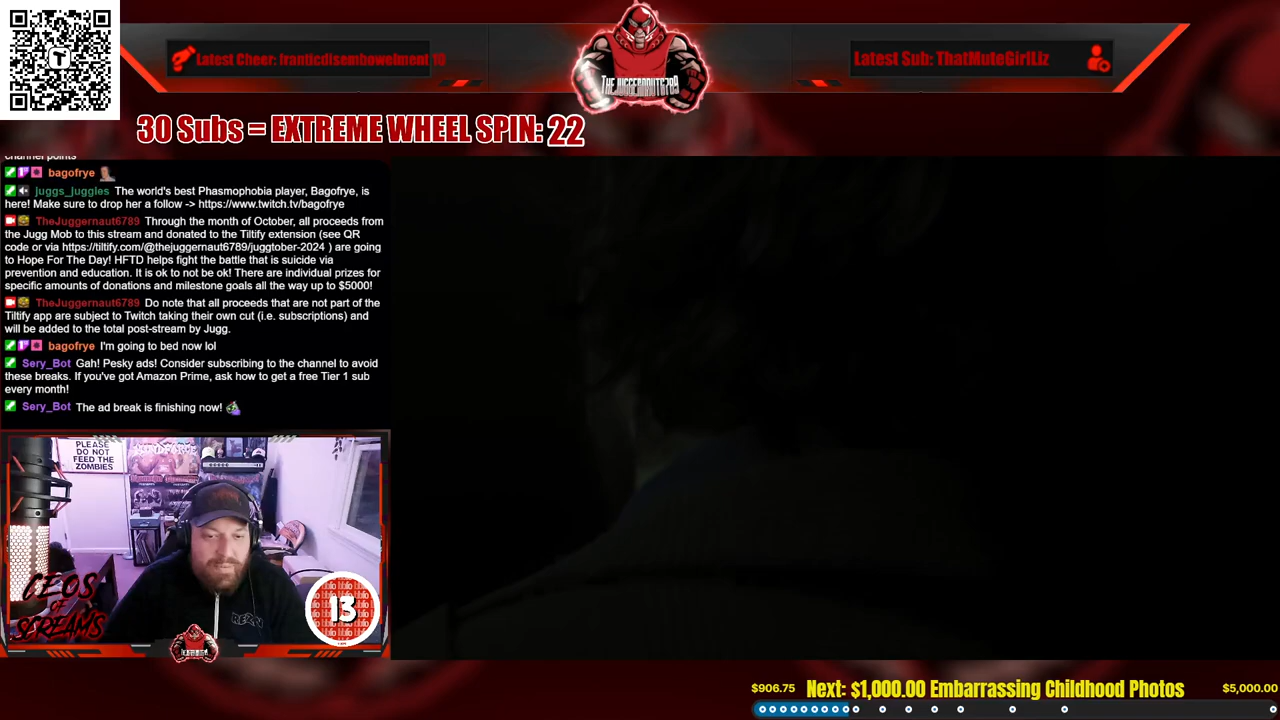 Latest Cheer: franticdisembowelment 10
THEJUGGERNAUT6789
Latest Sub: ThatMuteGirlLiz
30 Subs = EXTREME WHEEL SPIN: 22
channel points
bagofrye
juggs_juggles The world's best Phasmophobia player, Bagofrye, is
here! Make sure to drop her a follow -> https://www.twitch.tv/bagofrye
TheJuggernaut6789 Through the month of October, all proceeds from
the Jugg Mob to this stream and donated to the Tiltify extension (see QR
code or via https://tiltify.com/@thejuggernaut6789/juggtober-2024 ) are going
to Hope For The Day! HFTD helps fight the battle that is suicide via
prevention and education. It is ok to not be ok! There are individual prizes for
specific amounts of donations and milestone goals all the way up to $5000!
TheJuggernaut6789 Do note that all proceeds that are not part of the
Tiltify app are subject to Twitch taking their own cut (i.e. subscriptions) and
will be added to the total post-stream by Jugg.
bagofrye I'm going to bed now lol
Sery_Bot Gah! Pesky ads! Consider subscribing to the channel to avoid
these breaks. If you've got Amazon Prime, ask how to get a free Tier 1 sub
every month!
Sery_Bot The ad break is finishing now!
PLEASE
DO NOT
FEED THE
ZOMBIES
MINDFORCE
CEOS
OF
SCREAMS
13
$906.75 Next: $1,000.00 Embarrassing Childhood Photos $5,000.00